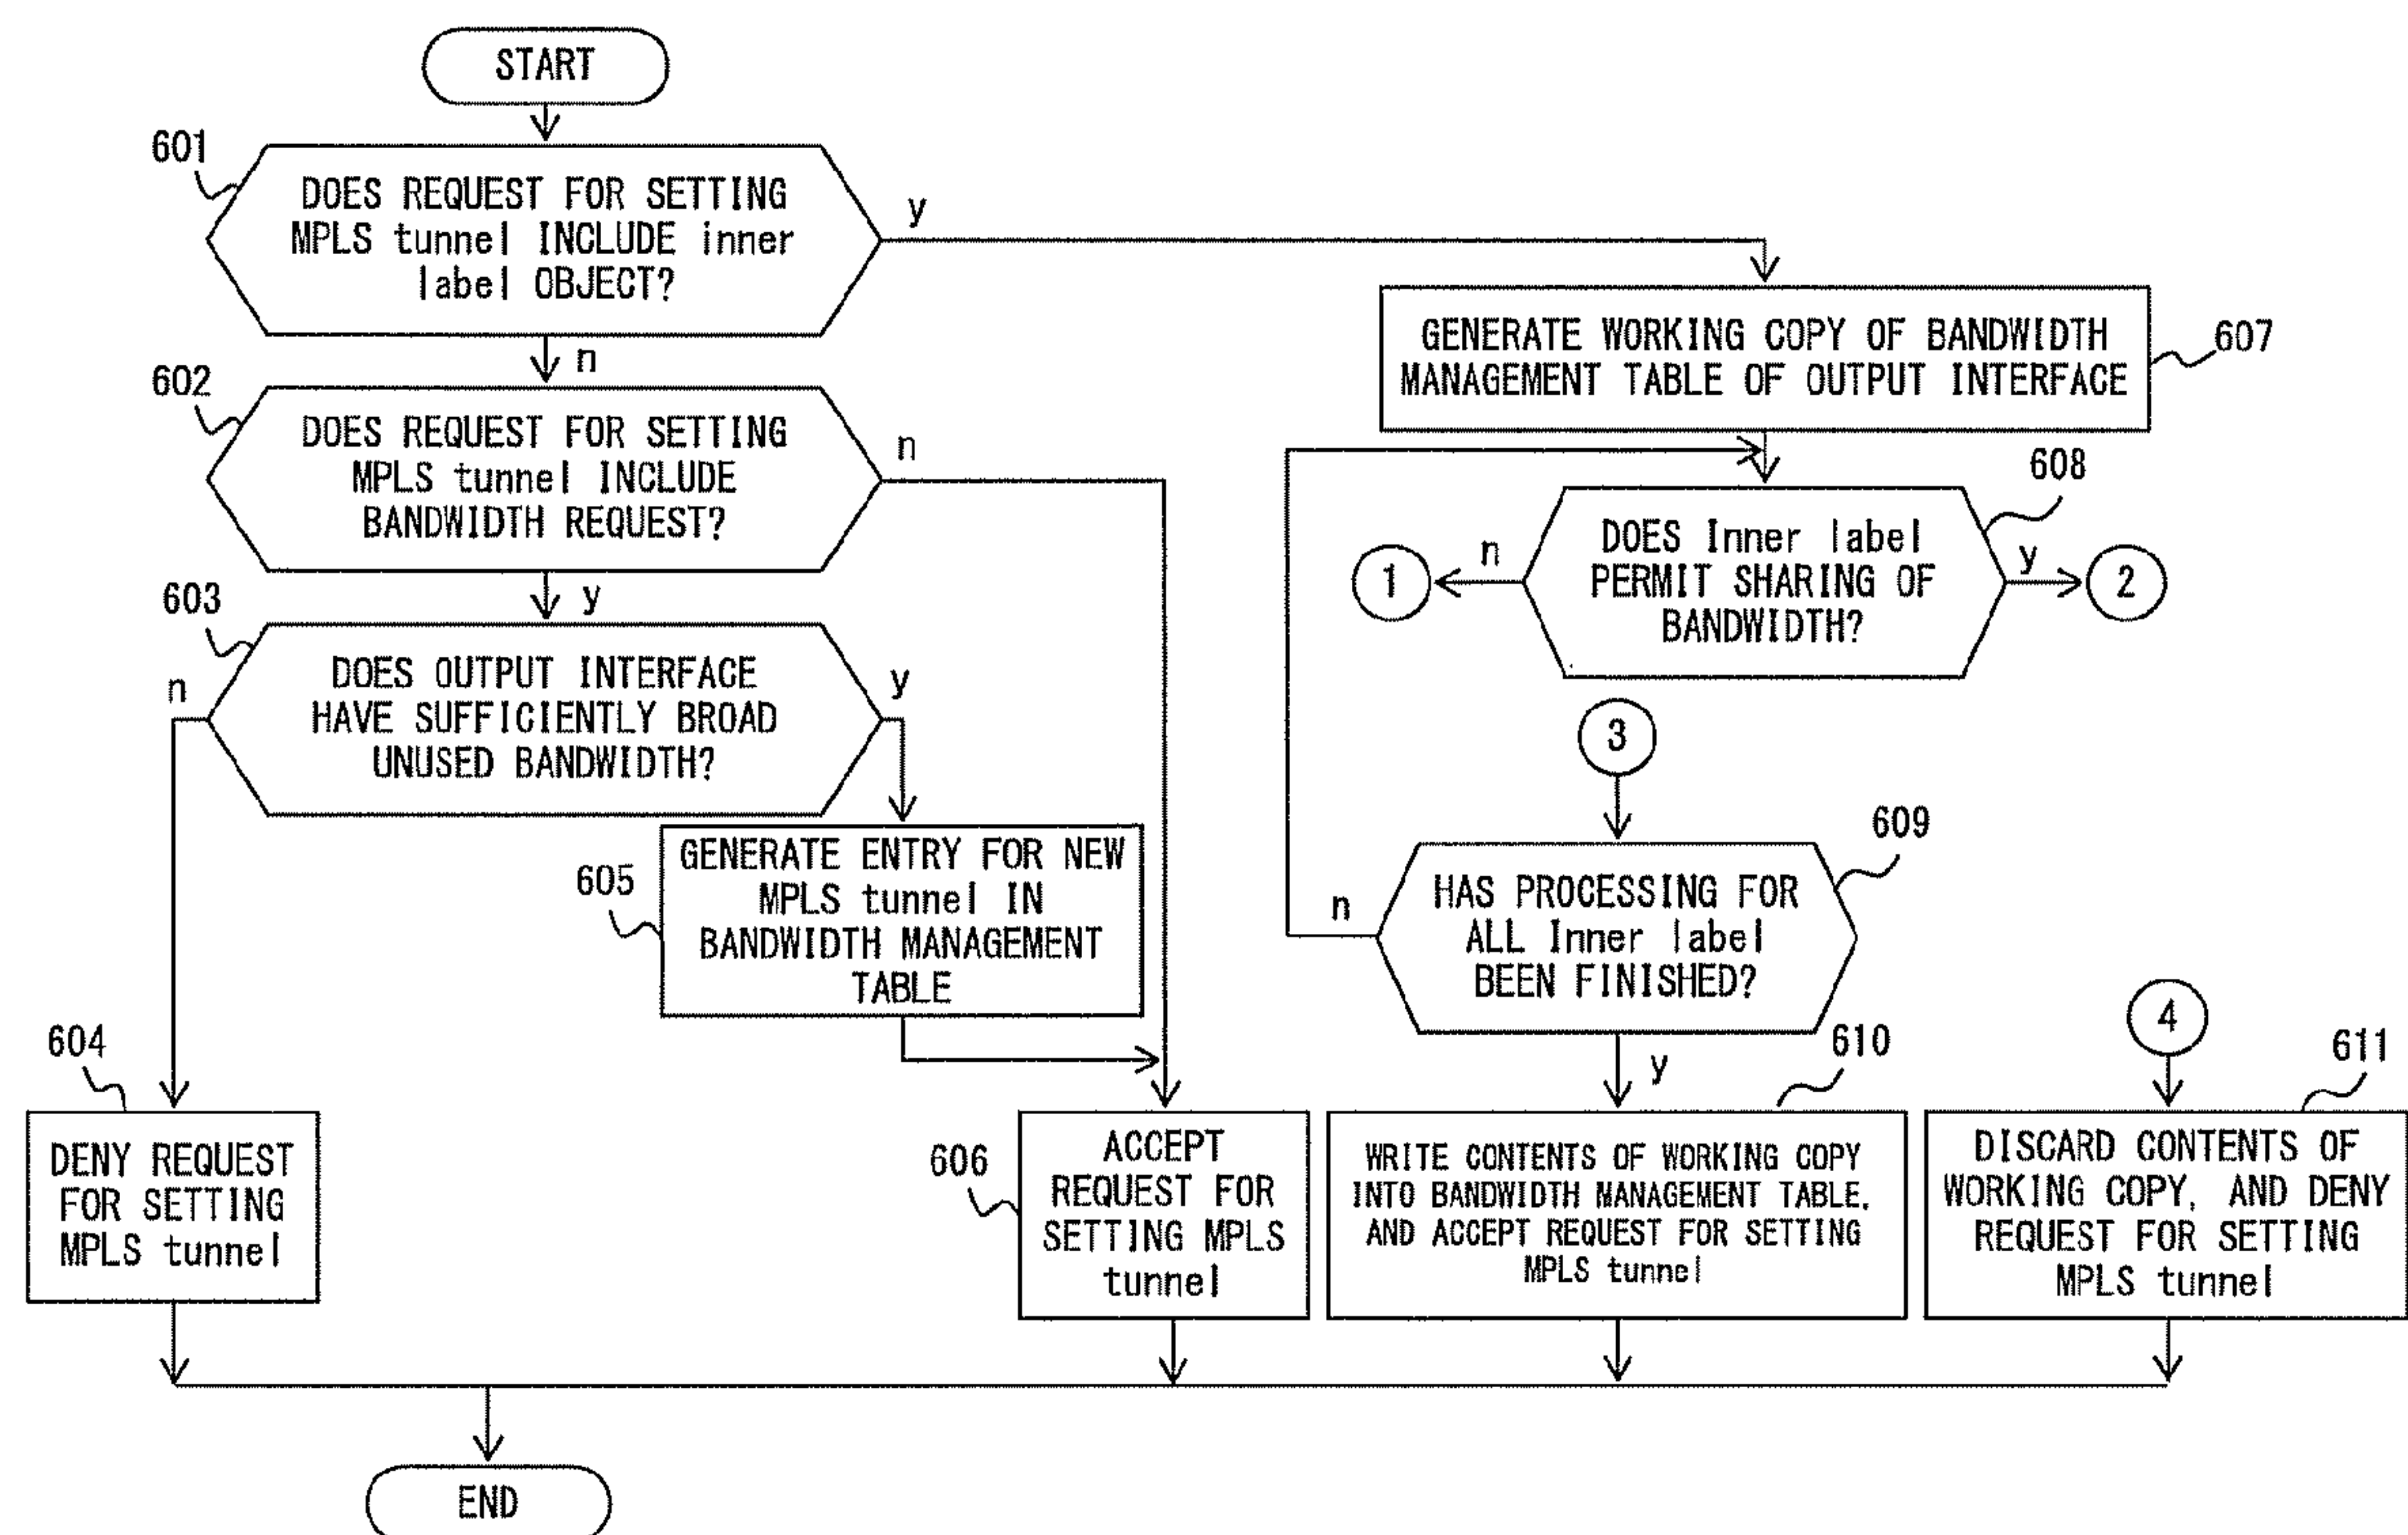 START
601
DOES REQUEST FOR SETTING
MPLS tunnel INCLUDE inner
label OBJECT?
y
n
602
DOES REQUEST FOR SETTING
MPLS tunnel INCLUDE
BANDWIDTH REQUEST?
n
y
603
DOES OUTPUT INTERFACE
HAVE SUFFICIENTLY BROAD
UNUSED BANDWIDTH?
n
y
605
GENERATE ENTRY FOR NEW
MPLS tunnel IN
BANDWIDTH MANAGEMENT
TABLE
604
DENY REQUEST
FOR SETTING
MPLS tunnel
606
ACCEPT
REQUEST FOR
SETTING MPLS
tunnel
GENERATE WORKING COPY OF BANDWIDTH
MANAGEMENT TABLE OF OUTPUT INTERFACE
607
608
DOES Inner label
PERMIT SHARING OF
BANDWIDTH?
n
1
y
2
3
609
HAS PROCESSING FOR
ALL Inner label
BEEN FINISHED?
n
y
610
WRITE CONTENTS OF WORKING COPY
INTO BANDWIDTH MANAGEMENT TABLE,
AND ACCEPT REQUEST FOR SETTING
MPLS tunnel
4
611
DISCARD CONTENTS OF
WORKING COPY, AND DENY
REQUEST FOR SETTING
MPLS tunnel
END